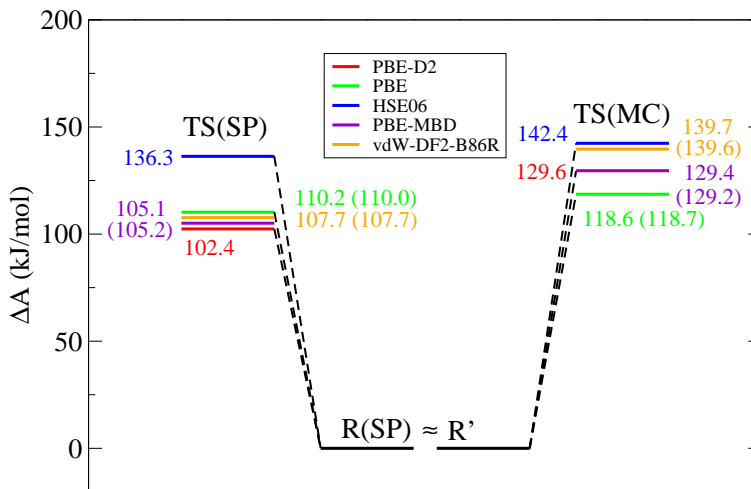 200
150
100
50
0
ΔA (kJ/mol)
PBE-D2
PBE
HSE06
PBE-MBD
vdW-DF2-B86R
TS(SP)
136.3
105.1
(105.2)
102.4
110.2 (110.0)
107.7 (107.7)
R(SP) ≈ R’
TS(MC)
142.4
139.7
(139.6)
129.6
129.4
(129.2)
118.6 (118.7)